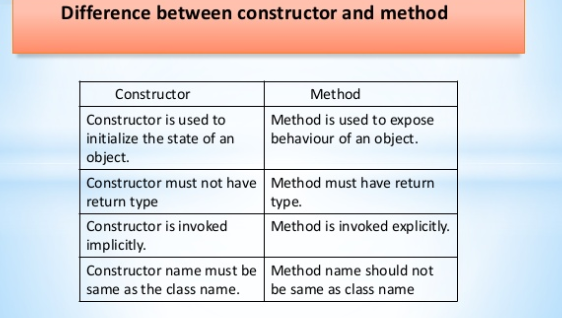 Difference between constructor and method
Constructor
Method
Constructor is used to
initialize the state of an
object.
Method is used to expose
behaviour of an object.
Constructor must not have
return type
Method must have return
type.
Constructor is invoked
implicitly.
Method is invoked explicitly.
Constructor name must be
same as the class name.
Method name should not
be same as class name